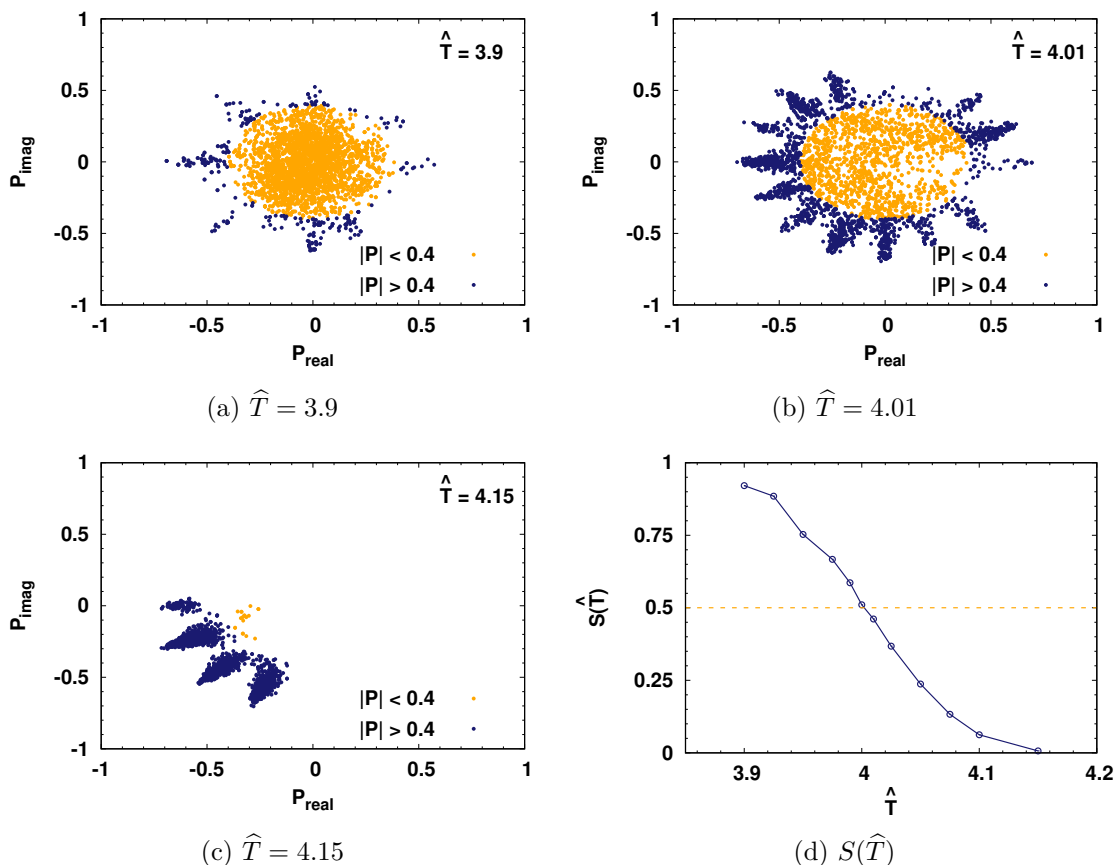 1
0.5
0
-0.5
-1
-1
-0.5
0
0.5
1
P_imag
P_real
T̂ = 3.9
|P| < 0.4
|P| > 0.4
(a) T̂ = 3.9
1
0.5
0
-0.5
-1
-1
-0.5
0
0.5
1
P_imag
P_real
T̂ = 4.01
|P| < 0.4
|P| > 0.4
(b) T̂ = 4.01
1
0.5
0
-0.5
-1
-1
-0.5
0
0.5
1
P_imag
P_real
T̂ = 4.15
|P| < 0.4
|P| > 0.4
(c) T̂ = 4.15
1
0.75
0.5
0.25
0
3.9
4
4.1
4.2
S(T̂)
T̂
(d) S(T̂)